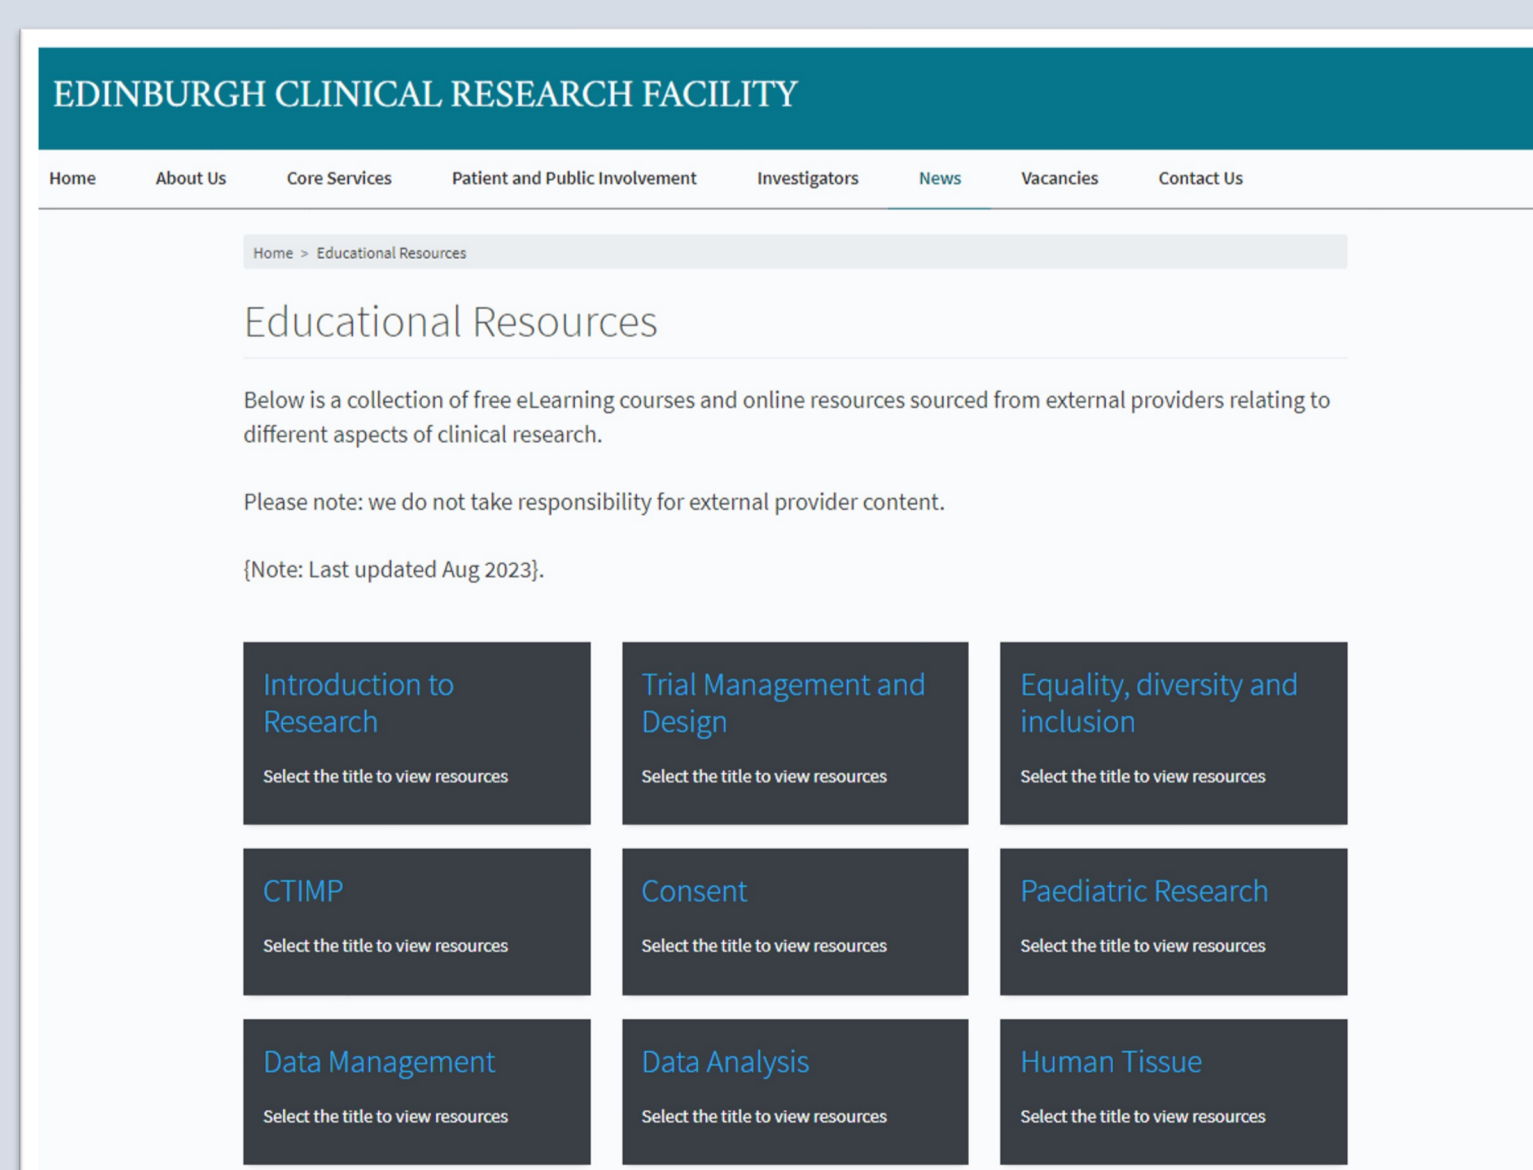 EDINBURGH CLINICAL RESEARCH FACILITY
Home About Us Core Services Patient and Public Involvement Investigators News Vacancies Contact Us
Home > Educational Resources
Educational Resources
Below is a collection of free eLearning courses and online resources sourced from external providers relating to
different aspects of clinical research.
Please note: we do not take responsibility for external provider content.
{Note: Last updated Aug 2023}.
Introduction to
Research
Select the title to view resources
Trial Management and
Design
Select the title to view resources
Equality, diversity and
inclusion
Select the title to view resources
CTIMP
Select the title to view resources
Consent
Select the title to view resources
Paediatric Research
Select the title to view resources
Data Management
Select the title to view resources
Data Analysis
Select the title to view resources
Human Tissue
Select the title to view resources